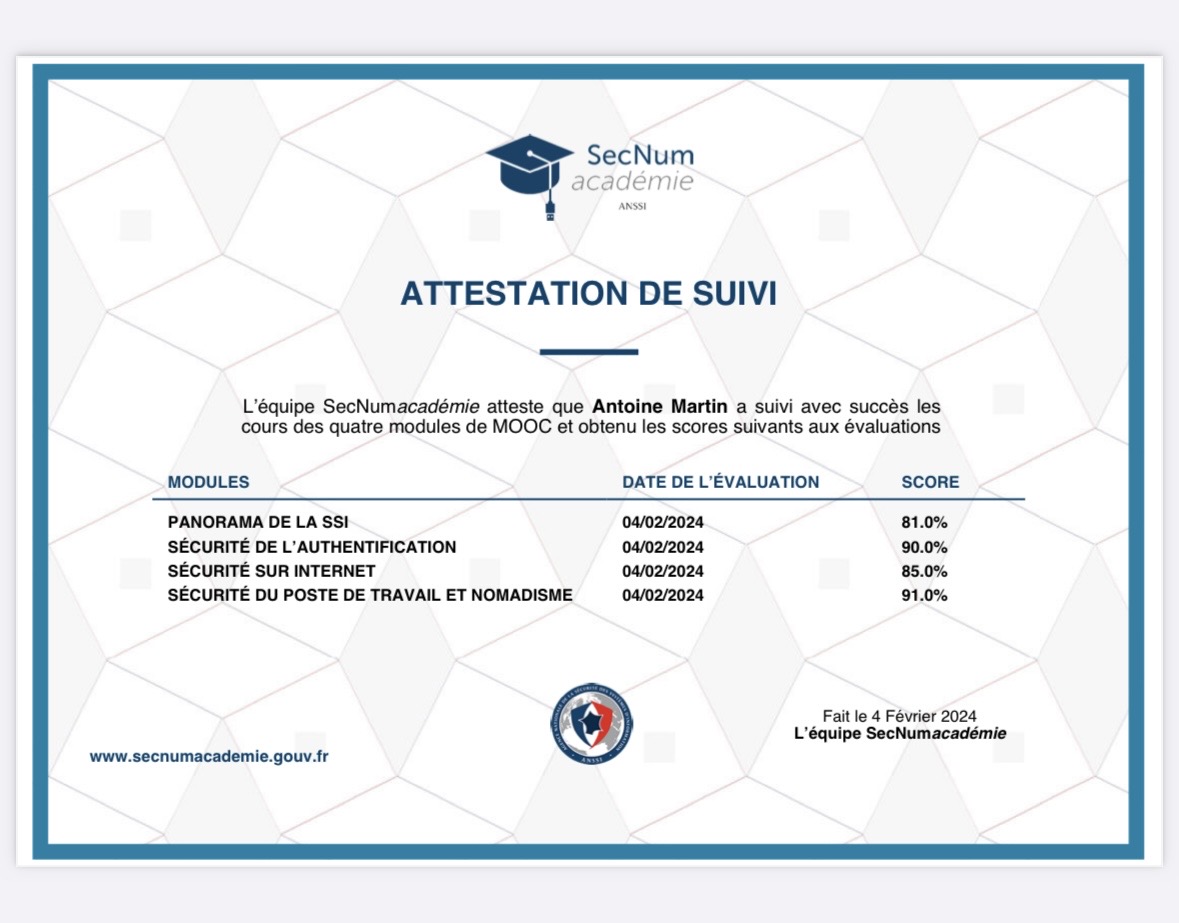 SecNum
académie
ANSSI
ATTESTATION DE SUIVI
L’équipe SecNumacadémie atteste que Antoine Martin a suivi avec succès les
cours des quatre modules de MOOC et obtenu les scores suivants aux évaluations
MODULES DATE DE L’ÉVALUATION SCORE
PANORAMA DE LA SSI 04/02/2024 81.0%
SÉCURITÉ DE L’AUTHENTIFICATION 04/02/2024 90.0%
SÉCURITÉ SUR INTERNET 04/02/2024 85.0%
SÉCURITÉ DU POSTE DE TRAVAIL ET NOMADISME 04/02/2024 91.0%
ANSSI
Fait le 4 Février 2024
L’équipe SecNumacadémie
www.secnumacademie.gouv.fr